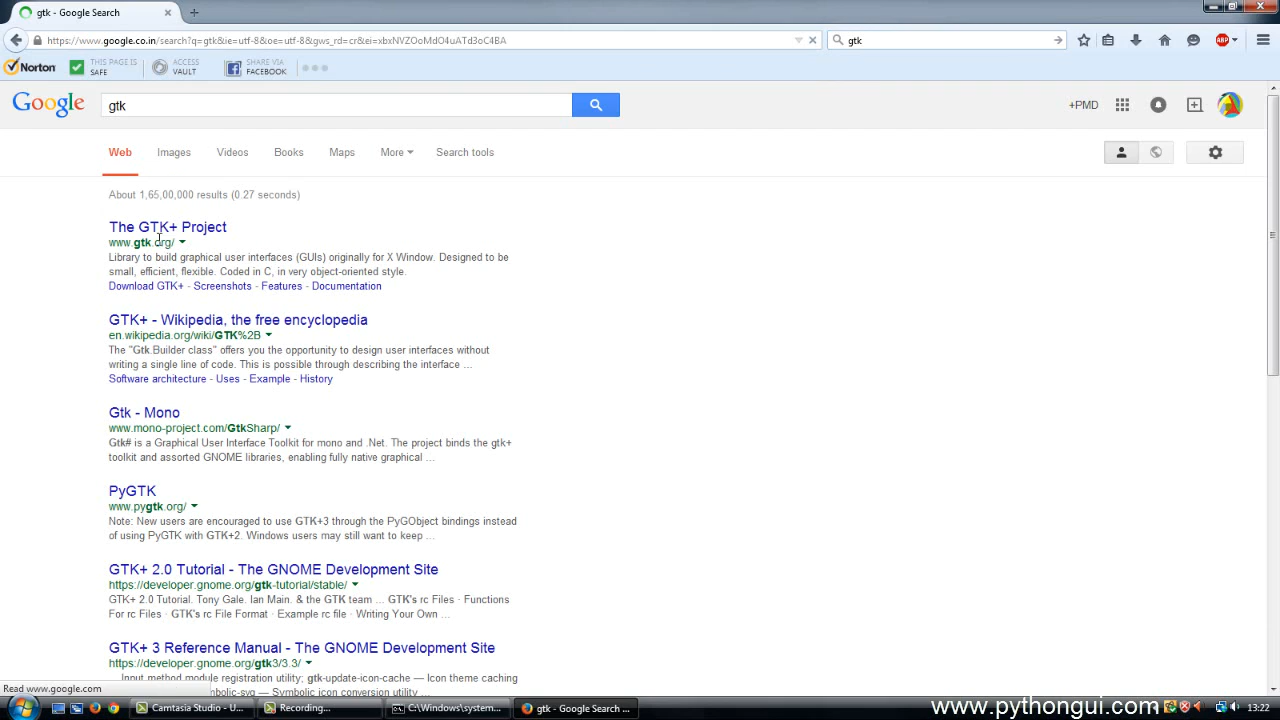 gtk - Google Search
https://www.google.co.in/search?q=gtk&ie=utf-8&oe=utf-8&gws_rd=cr&ei=xbxNVZOoMdO4uATd3oC4BA
gtk
Norton
THIS PAGE IS
SAFE
ACCESS
VAULT
SHARE VIA
FACEBOOK
Google
gtk
+PMD
Web
Images
Videos
Books
Maps
More
Search tools
About 1,65,00,000 results (0.27 seconds)
The GTK+ Project
www.gtk.org/
Library to build graphical user interfaces (GUIs) originally for X Window. Designed to be
small, efficient, flexible. Coded in C, in very object-oriented style.
Download GTK+ - Screenshots - Features - Documentation
GTK+ - Wikipedia, the free encyclopedia
en.wikipedia.org/wiki/GTK%2B
The "Gtk.Builder class" offers you the opportunity to design user interfaces without
writing a single line of code. This is possible through describing the interface ...
Software architecture - Uses - Example - History
Gtk - Mono
www.mono-project.com/GtkSharp/
Gtk# is a Graphical User Interface Toolkit for mono and .Net. The project binds the gtk+
toolkit and assorted GNOME libraries, enabling fully native graphical ...
PyGTK
www.pygtk.org/
Note: New users are encouraged to use GTK+3 through the PyGObject bindings instead
of using PyGTK with GTK+2. Windows users may still want to keep ...
GTK+ 2.0 Tutorial - The GNOME Development Site
https://developer.gnome.org/gtk-tutorial/stable/
GTK+ 2.0 Tutorial. Tony Gale. Ian Main. & the GTK team ... GTK's rc Files · Functions
For rc Files · GTK's rc File Format · Example rc file · Writing Your Own ...
GTK+ 3 Reference Manual - The GNOME Development Site
https://developer.gnome.org/gtk3/3.3/
Input method module registration utility; gtk-update-icon-cache — Icon theme caching
— Symbolic icon conversion utility ...
Read www.google.com
Camtasia Studio - U...
Recording...
C:\Windows\system...
gtk - Google Search ...
www.pythongui.com
13:22